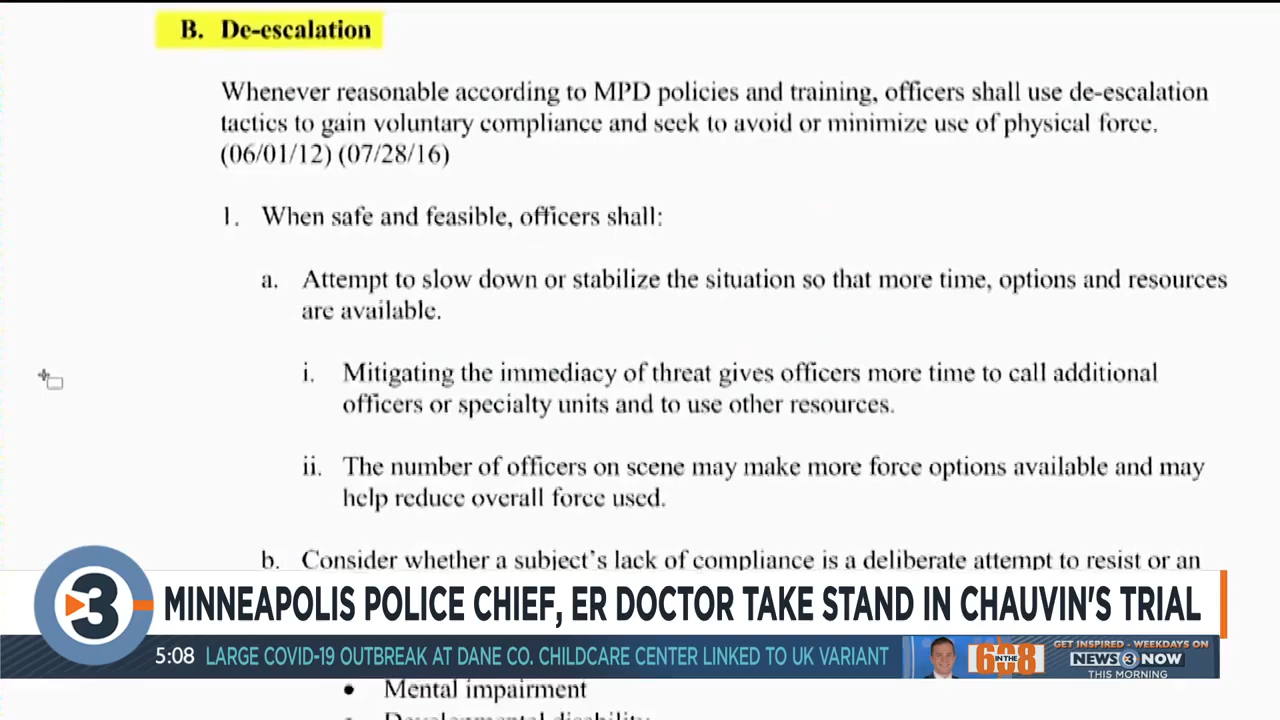 B. De-escalation
Whenever reasonable according to MPD policies and training, officers shall use de-escalation
tactics to gain voluntary compliance and seek to avoid or minimize use of physical force.
(06/01/12) (07/28/16)
1. When safe and feasible, officers shall:
a. Attempt to slow down or stabilize the situation so that more time, options and resources
are available.
i. Mitigating the immediacy of threat gives officers more time to call additional
officers or specialty units and to use other resources.
ii. The number of officers on scene may make more force options available and may
help reduce overall force used.
b. Consider whether a subject's lack of compliance is a deliberate attempt to resist or an
3
MINNEAPOLIS POLICE CHIEF, ER DOCTOR TAKE STAND IN CHAUVIN'S TRIAL
5:08 LARGE COVID-19 OUTBREAK AT DANE CO. CHILDCARE CENTER LINKED TO UK VARIANT
608
IN THE
GET INSPIRED - WEEKDAYS ON
NEWS 3 NOW
THIS MORNING
• Mental impairment
• Developmental disability